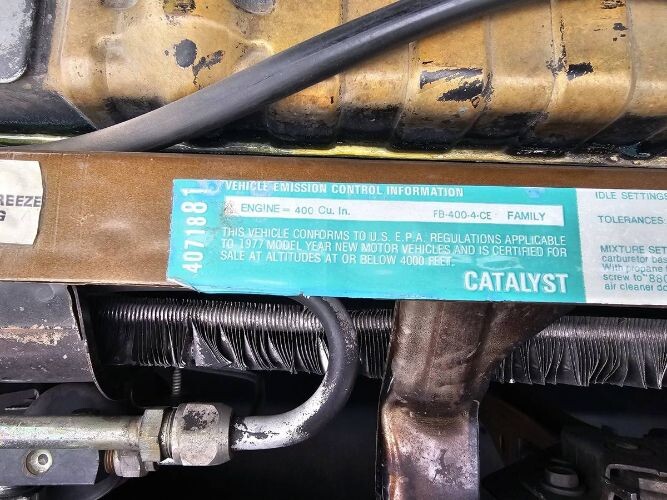 REEZE
G
4071881
VEHICLE EMISSION CONTROL INFORMATION
ENGINE – 400 Cu. In. FB-400-4-CE FAMILY
THIS VEHICLE CONFORMS TO U.S. E.P.A. REGULATIONS APPLICABLE
TO 1977 MODEL YEAR NEW MOTOR VEHICLES AND IS CERTIFIED FOR
SALE AT ALTITUDES AT OR BELOW 4000 FEET.
CATALYST
IDLE SETTINGS
TOLERANCES
MIXTURE SET
carburetor bas
With propane
screw to "880
air cleaner